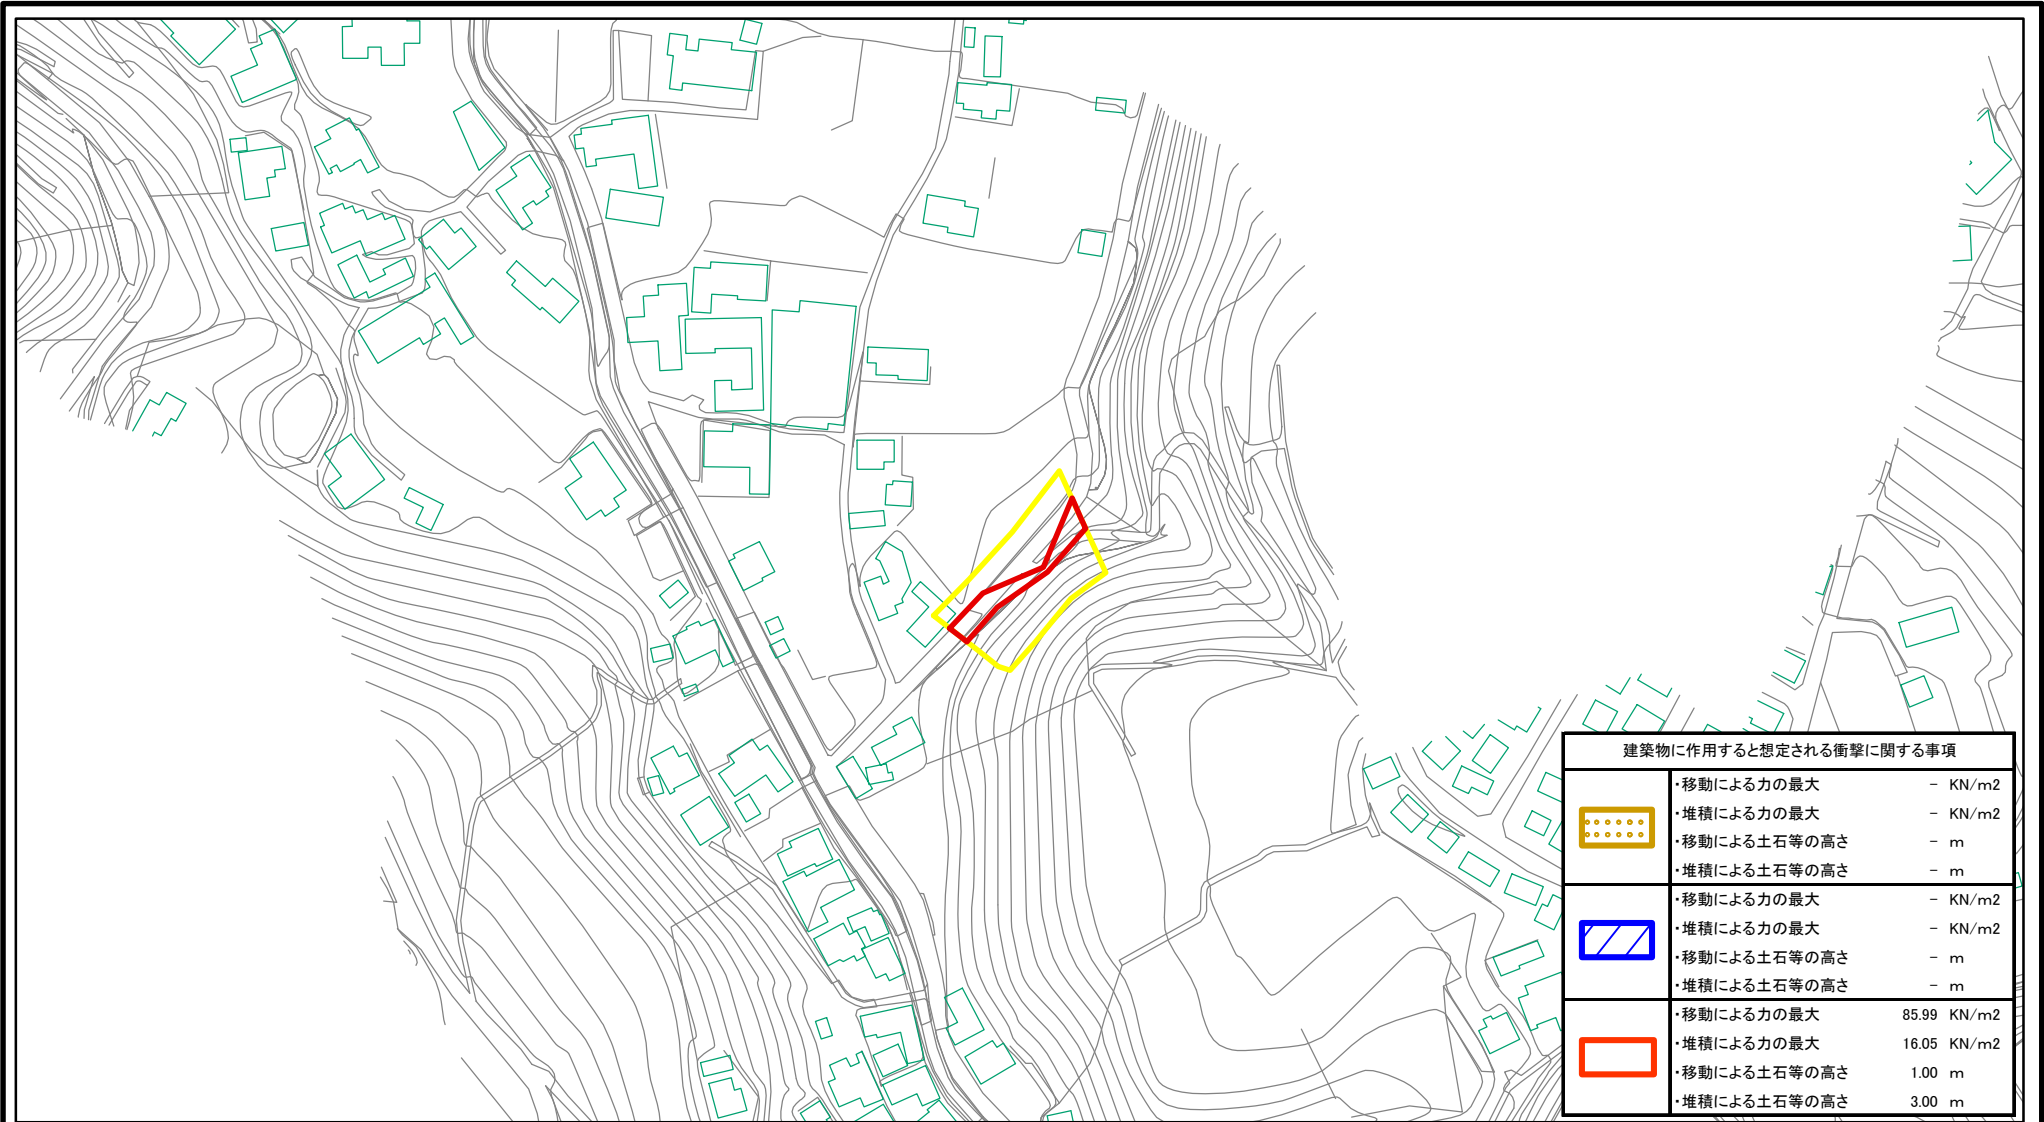 建築物に作用すると想定される衝撃に関する事項
・移動による力の最大 － KN/m2
・堆積による力の最大 － KN/m2
・移動による土石等の高さ － m
・堆積による土石等の高さ － m
・移動による力の最大 － KN/m2
・堆積による力の最大 － KN/m2
・移動による土石等の高さ － m
・堆積による土石等の高さ － m
・移動による力の最大 85.99 KN/m2
・堆積による力の最大 16.05 KN/m2
・移動による土石等の高さ 1.00 m
・堆積による土石等の高さ 3.00 m